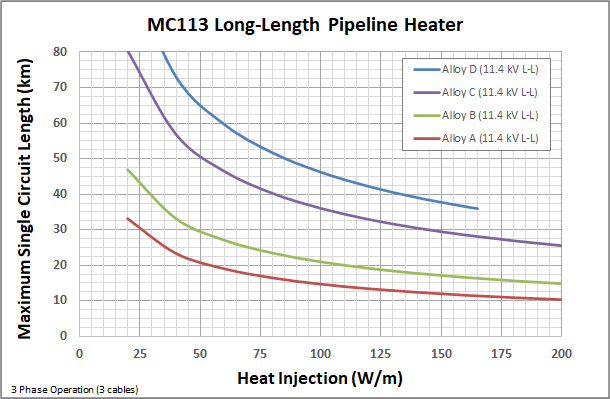 MC113 Long-Length Pipeline Heater
Maximum Single Circuit Length (km)
80
70
60
50
40
30
20
10
0
Alloy D (11.4 kV L-L)
Alloy C (11.4 kV L-L)
Alloy B (11.4 kV L-L)
Alloy A (11.4 kV L-L)
0 25 50 75 100 125 150 175 200
Heat Injection (W/m)
3 Phase Operation (3 cables)